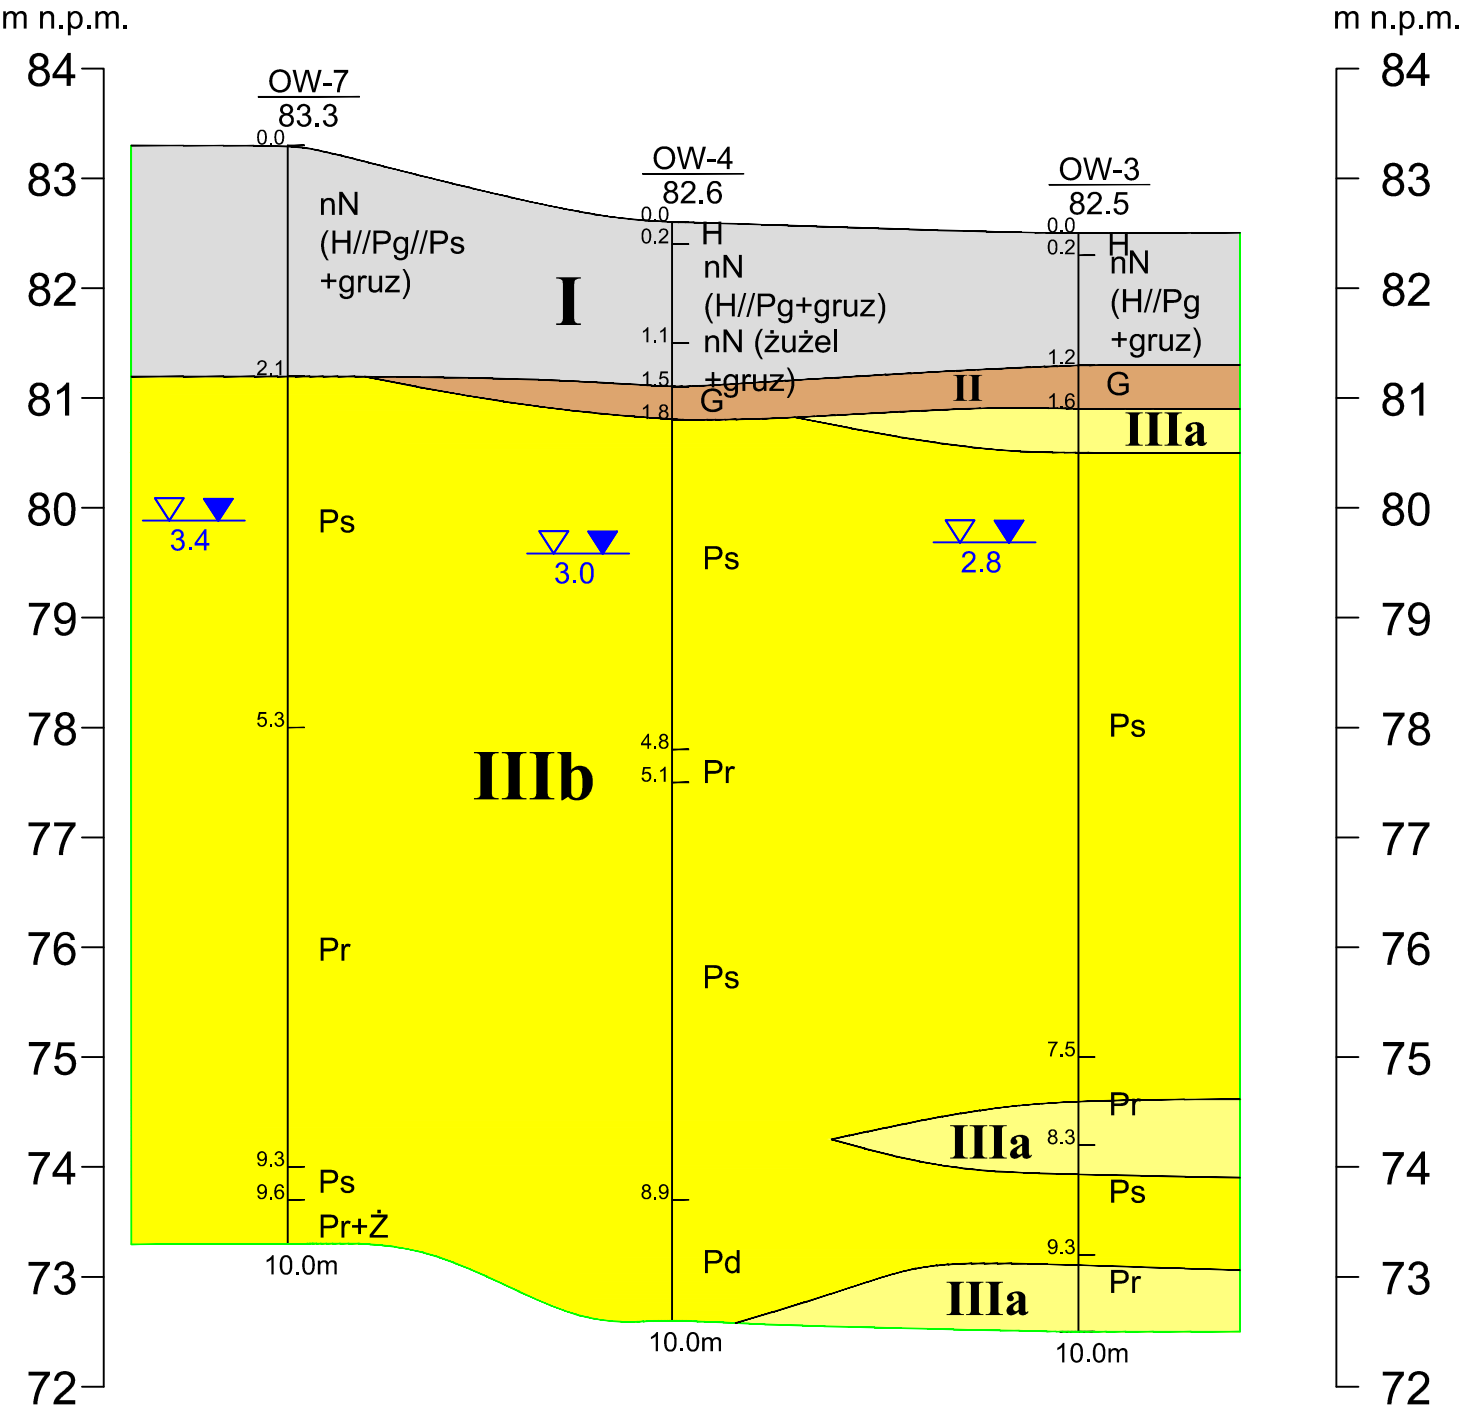 m n.p.m.
m n.p.m.
84
83
82
81
80
79
78
77
76
75
74
73
72
OW-7
83.3
0.0
nN
(H//Pg//Ps
+gruz)
2.1
3.4
Ps
5.3
Pr
9.3
Ps
9.6
Pr+Ż
10.0m
I
IIIb
OW-4
82.6
0.0
0.2
H
nN
(H//Pg+gruz)
1.1
nN (żużel
+gruz)
1.5
G
1.8
3.0
Ps
4.8
Pr
5.1
Ps
8.9
Pd
10.0m
OW-3
82.5
0.0
0.2
H
nN
(H//Pg
+gruz)
1.2
II
G
1.6
IIIa
2.8
Ps
7.5
Pr
IIIa
8.3
Ps
9.3
Pr
IIIa
10.0m
84
83
82
81
80
79
78
77
76
75
74
73
72